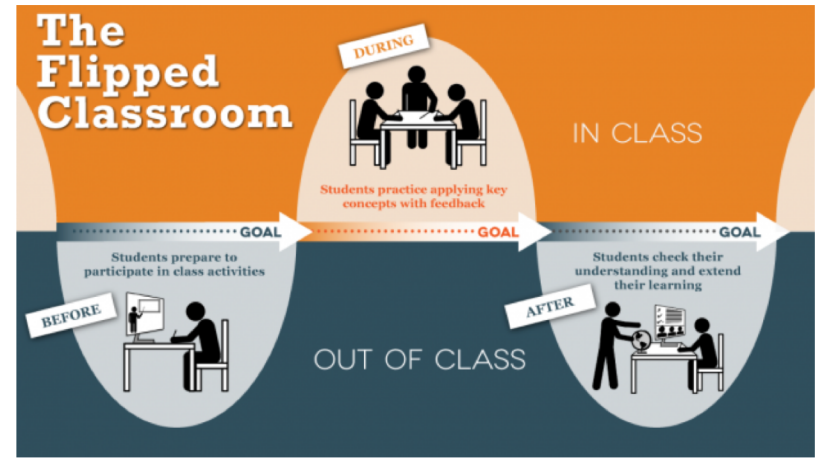 The
Flipped
Classroom
DURING
IN CLASS
Students practice applying key
concepts with feedback
GOAL
GOAL
GOAL
Students prepare to
participate in class activities
BEFORE
OUT OF CLASS
Students check their
understanding and extend
their learning
AFTER